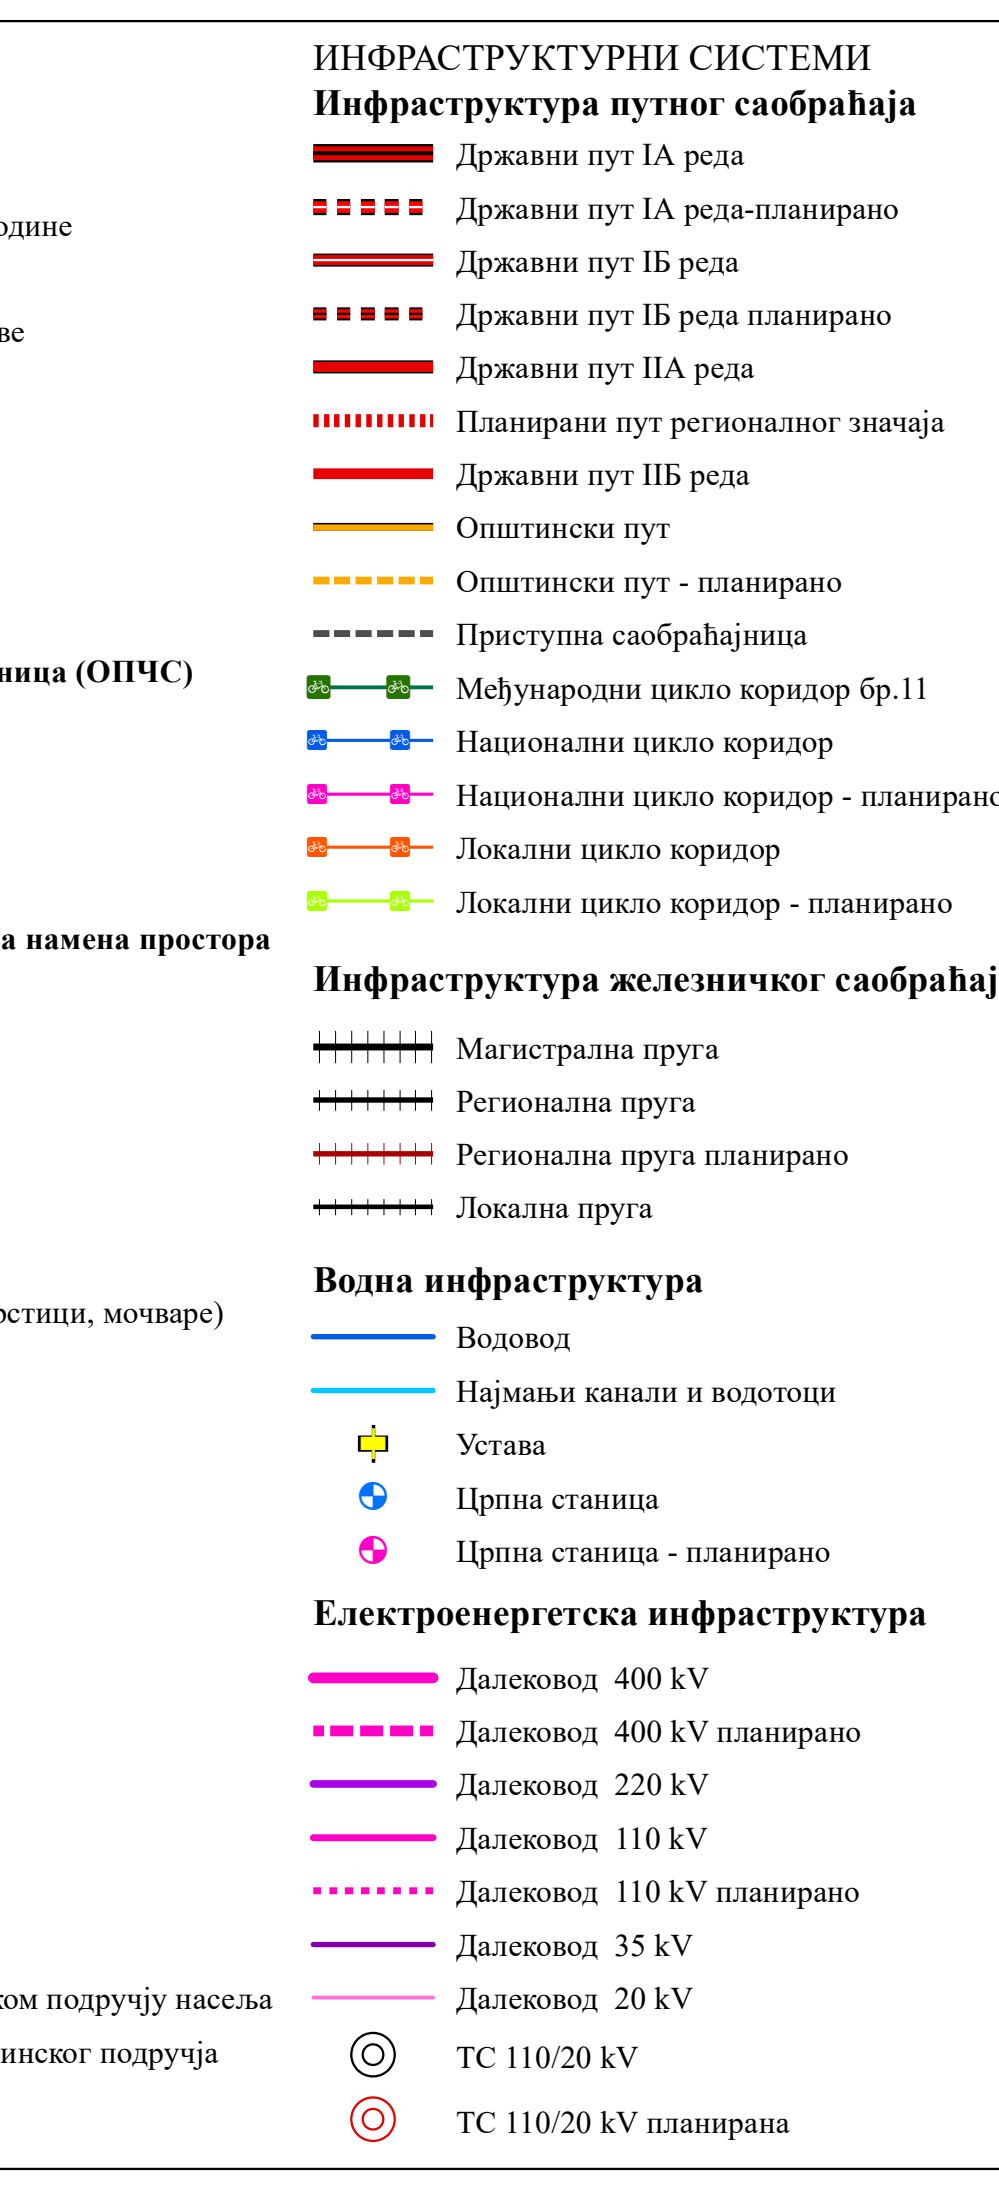 одине
ве
ница (ОПЧС)
а намена простора
рстици, мочваре)
ком подручју насеља
инског подручја
ИНФРАСТРУКТУРНИ СИСТЕМИ
Инфраструктура путног саобраћаја
Државни пут IA реда
Државни пут IA реда-планирано
Државни пут IБ реда
Државни пут IБ реда планирано
Државни пут IIA реда
Планирани пут регионалног значаја
Државни пут IIБ реда
Општински пут
Општински пут - планирано
Приступна саобраћајница
Међународни цикло коридор бр.11
Национални цикло коридор
Национални цикло коридор - планирано
Локални цикло коридор
Локални цикло коридор - планирано
Инфраструктура железничког саобраћај
Магистрална пруга
Регионална пруга
Регионална пруга планирано
Локална пруга
Водна инфраструктура
Водовод
Најмањи канали и водотоци
Устава
Црпна станица
Црпна станица - планирано
Електроенергетска инфраструктура
Далековод 400 kV
Далековод 400 kV планирано
Далековод 220 kV
Далековод 110 kV
Далековод 110 kV планирано
Далековод 35 kV
Далековод 20 kV
ТС 110/20 kV
ТС 110/20 kV планирана